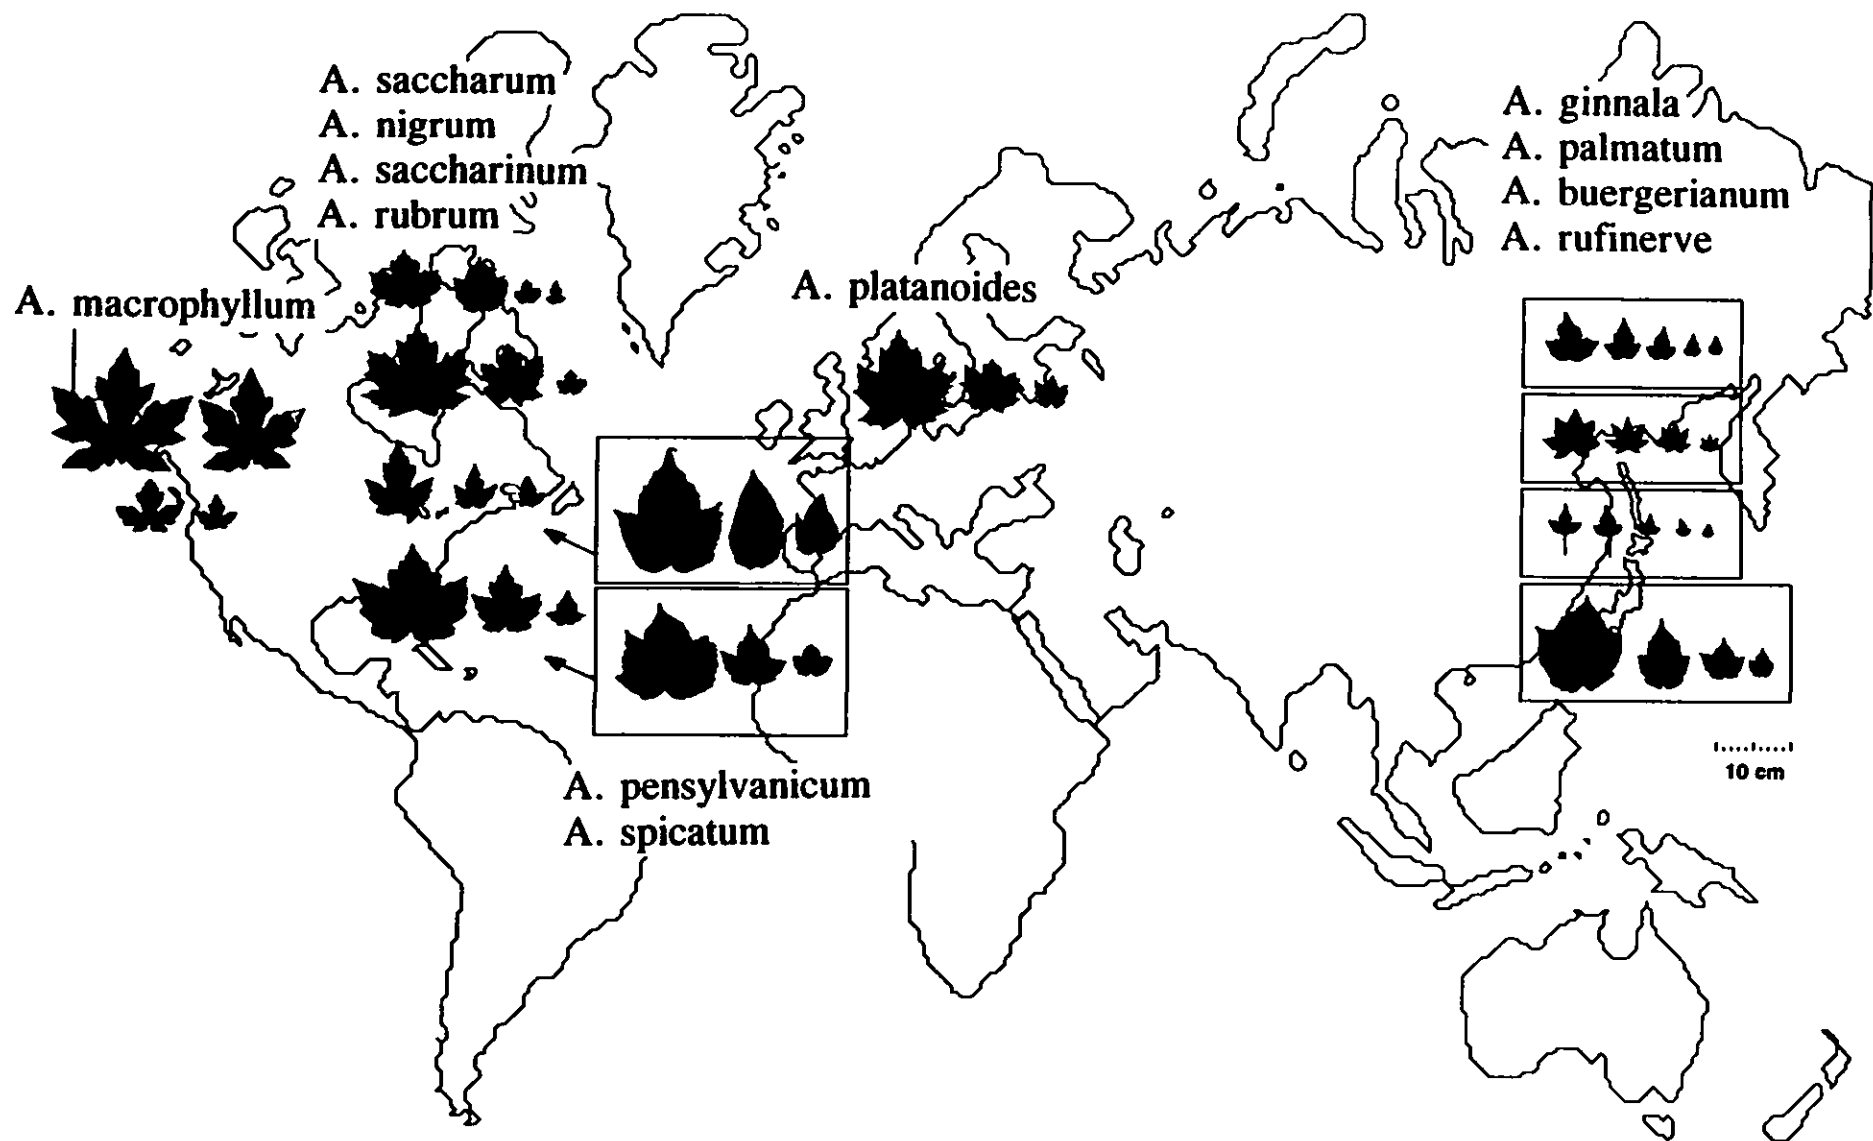 A. saccharum
A. nigrum
A. saccharinum
A. rubrum
A. macrophyllum
A. platanoides
A. ginnala
A. palmatum
A. buergerianum
A. rufinerve
A. pensylvanicum
A. spicatum
10 cm